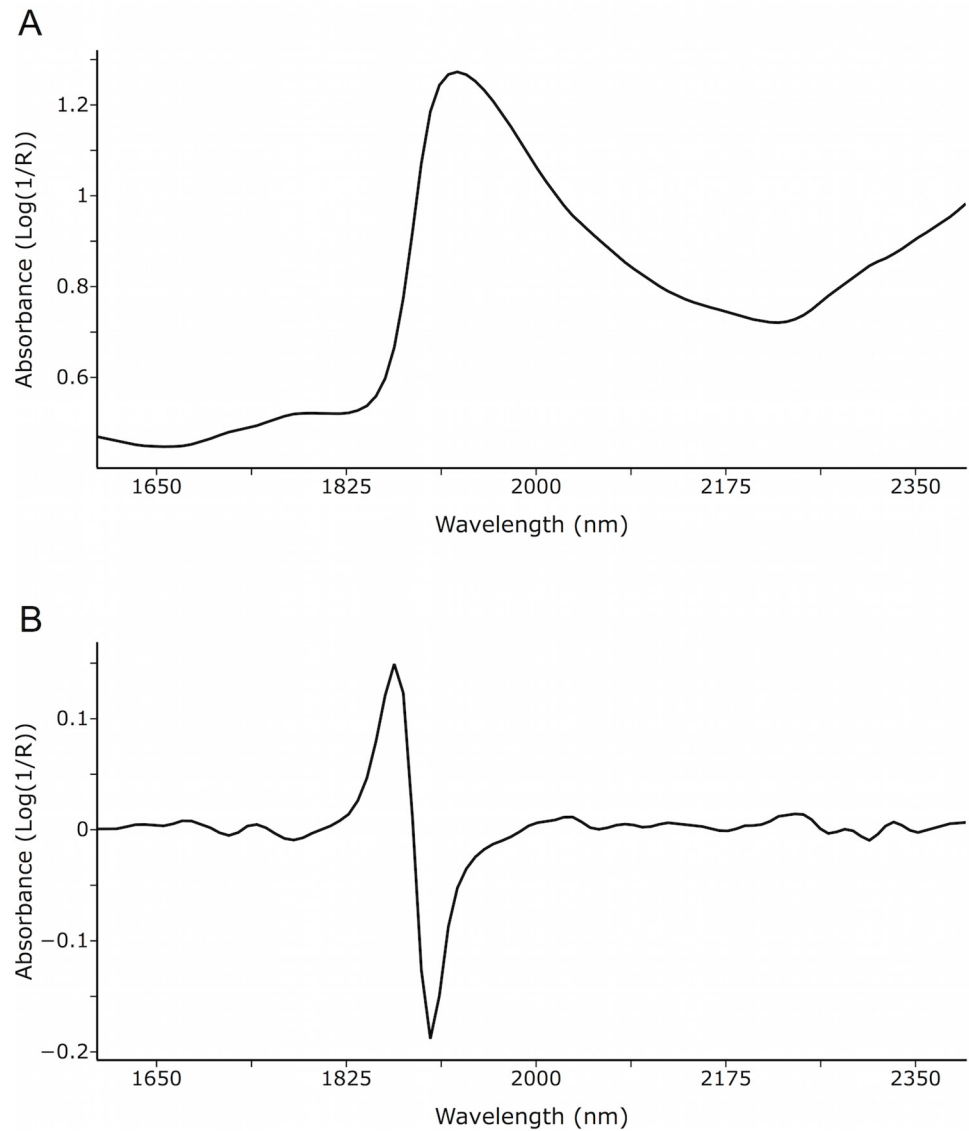 A
Absorbance (Log(1/R))
1.2
1
0.8
0.6
1650 1825 2000 2175 2350
Wavelength (nm)
B
Absorbance (Log(1/R))
0.1
0
−0.1
−0.2
1650 1825 2000 2175 2350
Wavelength (nm)